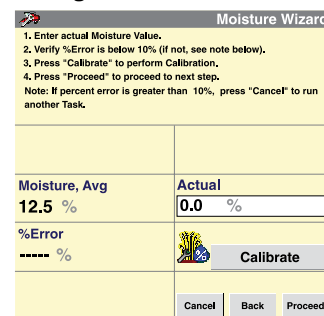 Moisture Wizard
1. Enter actual Moisture Value.
2. Verify %Error is below 10% (if not, see note below).
3. Press "Calibrate" to perform Calibration.
4. Press "Proceed" to proceed to next step.
Note: If percent error is greater than 10%, press "Cancel" to run
another Task.
Moisture, Avg
12.5 %
Actual
0.0 %
%Error
----- %
%
Calibrate
Cancel Back Proceed